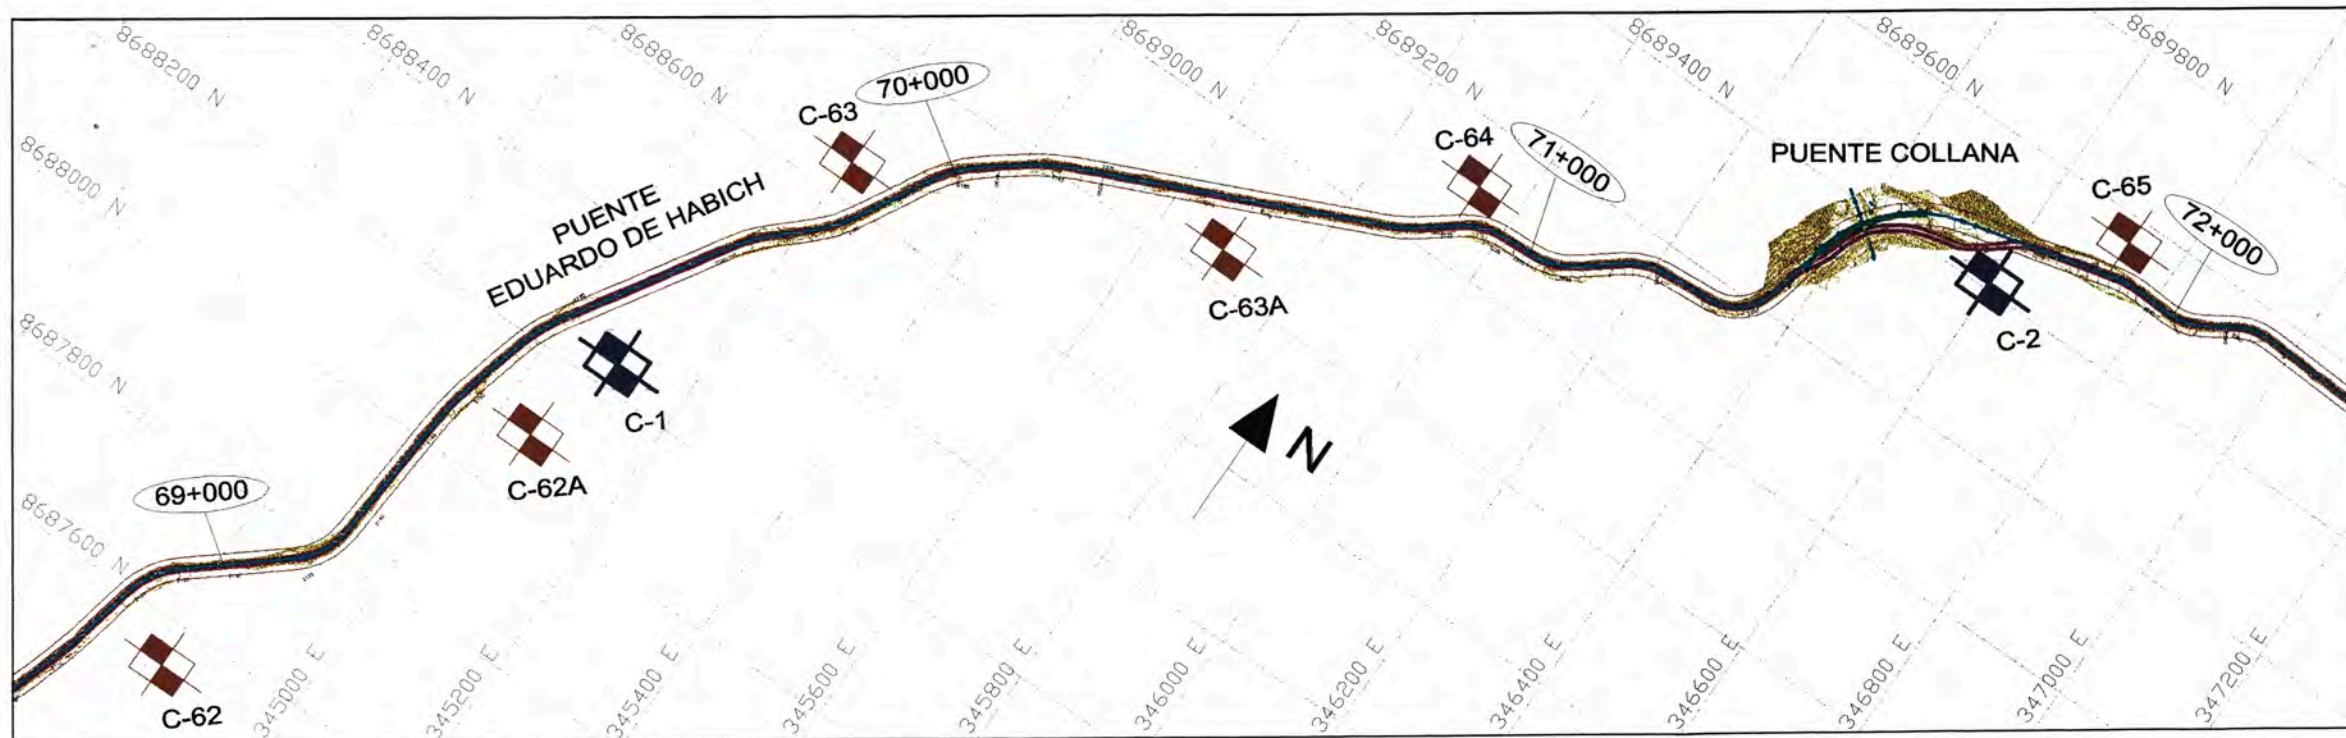 8688200 N
8688400 N
8688600 N
8689000 N
8689200 N
8689400 N
8689600 N
8689800 N
8688000 N
8687800 N
8687600 N
70+000
C-63
C-64
71+000
PUENTE COLLANA
C-65
72+000
PUENTE
EDUARDO DE HABICH
C-63A
C-2
C-1
C-62A
N
69+000
C-62
345000 E
345200 E
345400 E
345600 E
345800 E
346000 E
346200 E
346400 E
346600 E
346800 E
347000 E
347200 E